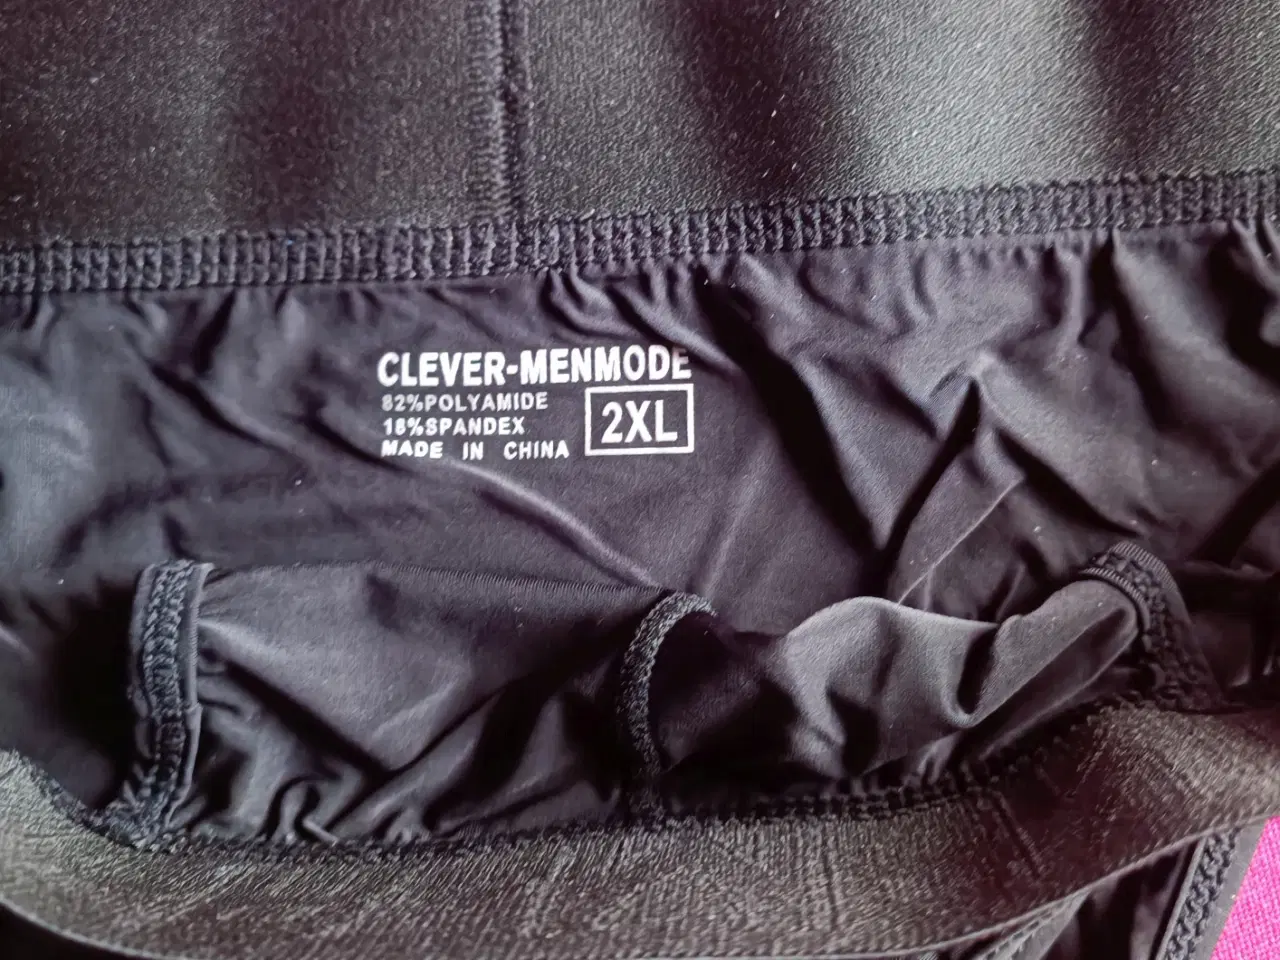 CLEVER-MENMODE
82%POLYAMIDE
18%SPANDEX
MADE IN CHINA
2XL